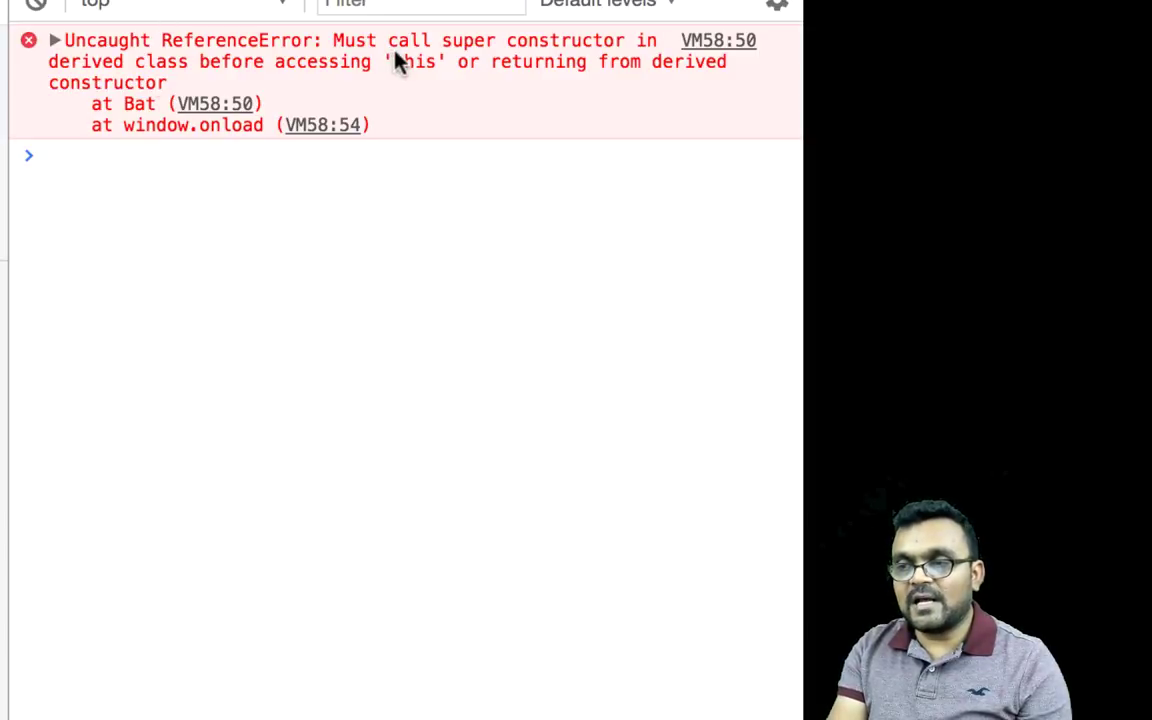 top Filter Default levels
Uncaught ReferenceError: Must call super constructor in VM58:50
derived class before accessing 'this' or returning from derived
constructor
at Bat (VM58:50)
at window.onload (VM58:54)